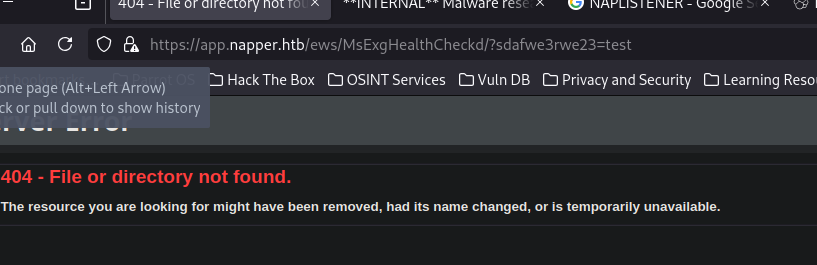 404 - File or directory not fou
**INTERNAL** Malware rese
NAPLISTENER - Google S
https://app.napper.htb/ews/MsExgHealthCheckd/?sdafwe3rwe23=test
Parrot OS
Hack The Box
OSINT Services
Vuln DB
Privacy and Security
Learning Reso
one page (Alt+Left Arrow)
ck or pull down to show history
rver Error
404 - File or directory not found.
The resource you are looking for might have been removed, had its name changed, or is temporarily unavailable.